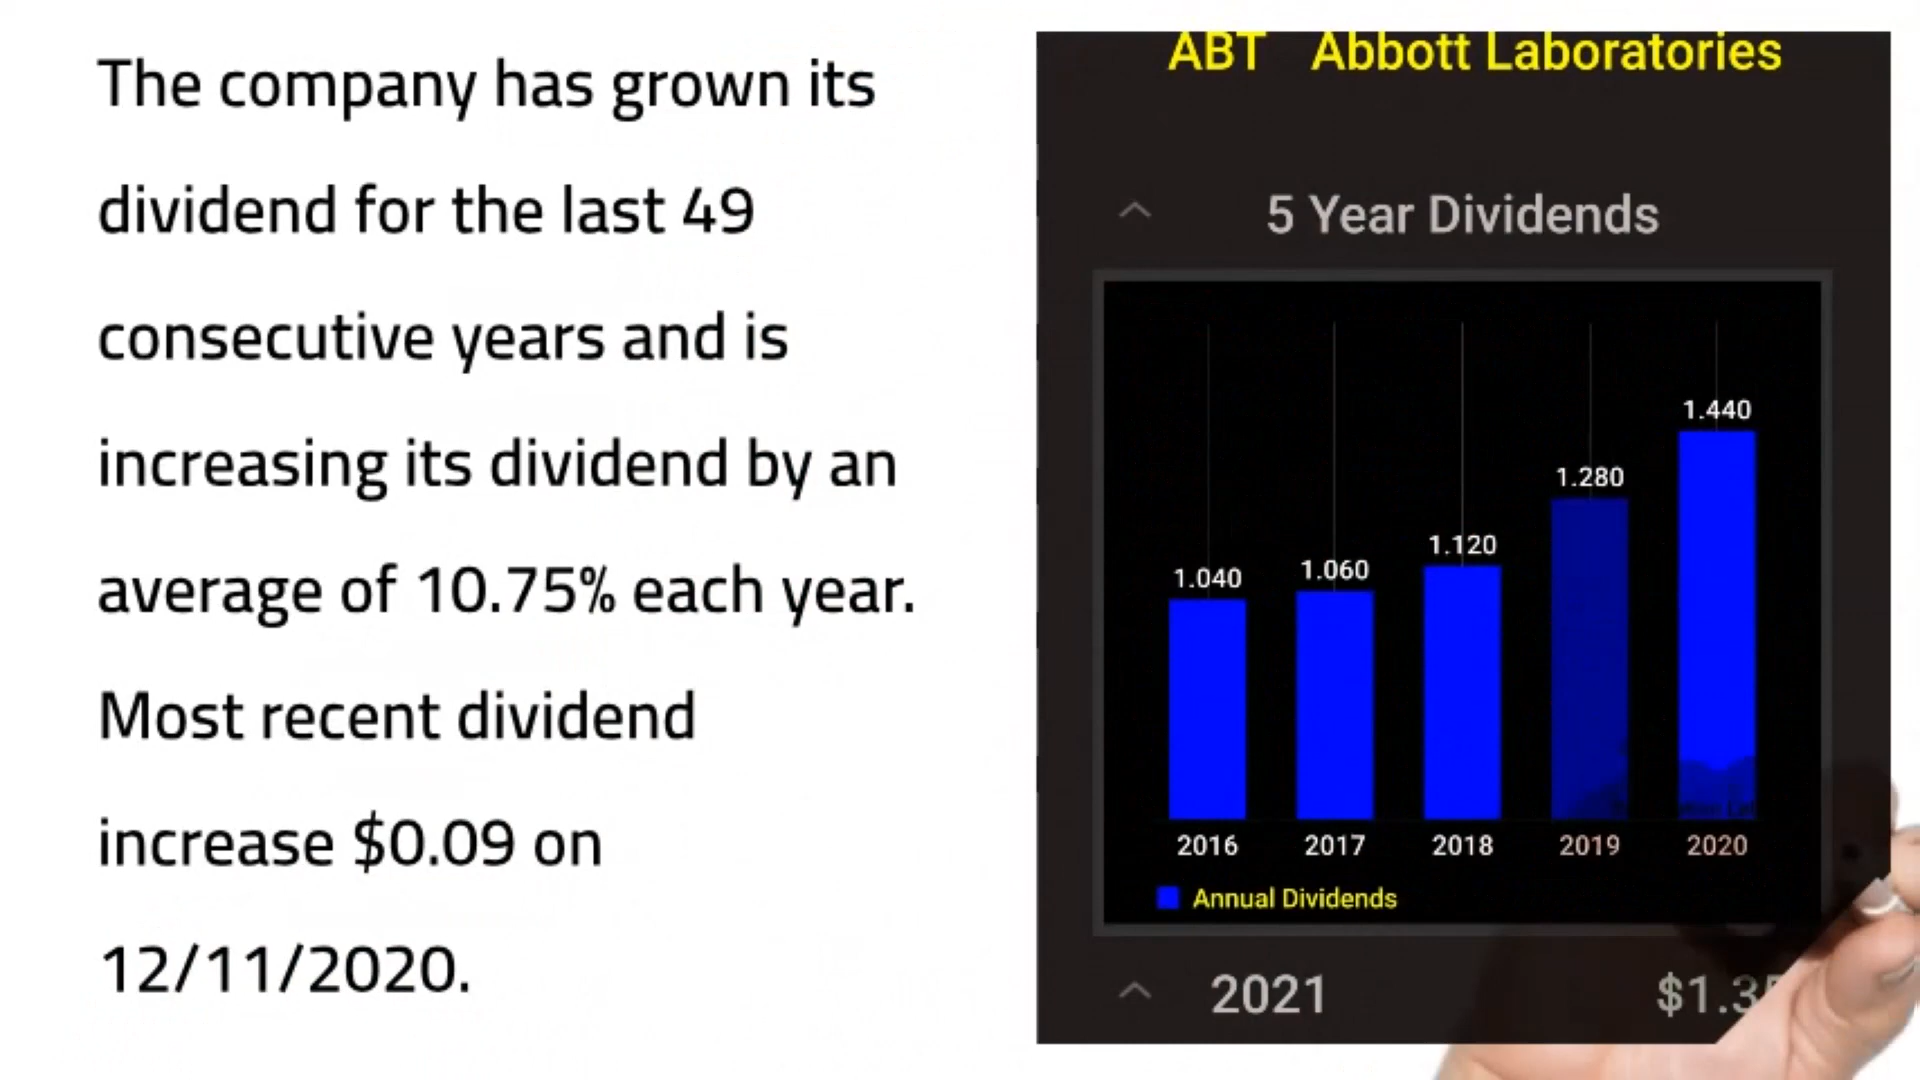 The company has grown its
dividend for the last 49
consecutive years and is
increasing its dividend by an
average of 10.75% each year.
Most recent dividend
increase $0.09 on
12/11/2020.
ABT Abbott Laboratories
5 Year Dividends
1.040 1.060 1.120 1.280 1.440
2016 2017 2018 2019 2020
Annual Dividends
2021